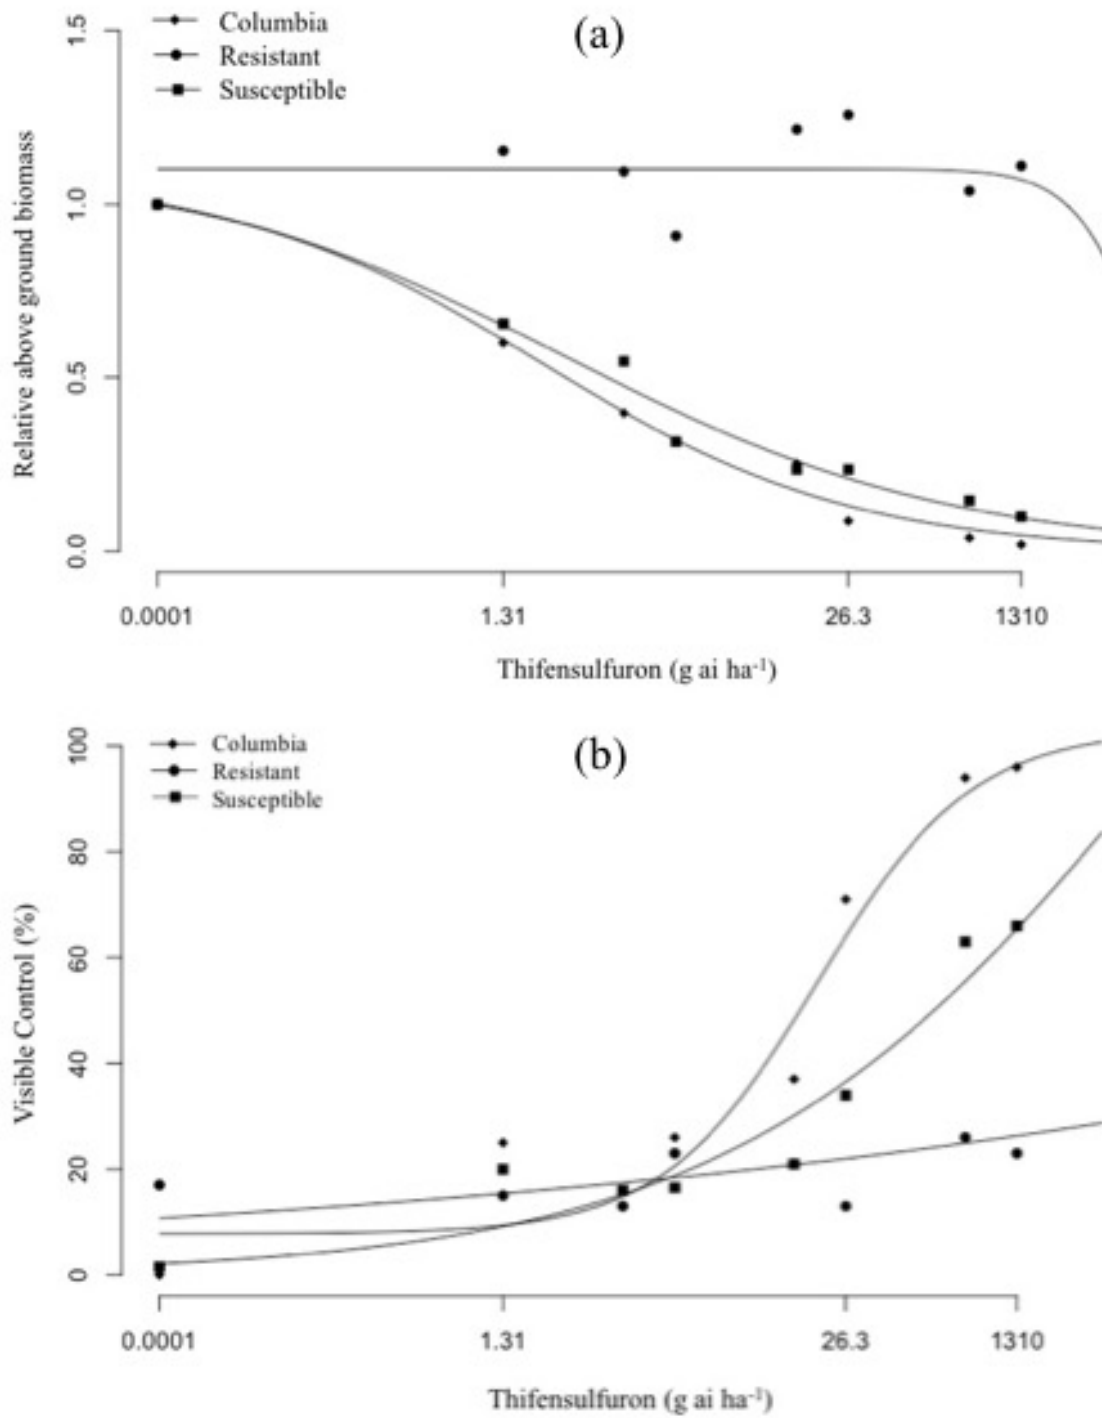 (a)
Columbia
Resistant
Susceptible
Relative above ground biomass
1.5
1.0
0.5
0.0
0.0001 1.31 26.3 1310
Thifensulfuron (g ai ha⁻¹)
(b)
Columbia
Resistant
Susceptible
Visible Control (%)
100
80
60
40
20
0
0.0001 1.31 26.3 1310
Thifensulfuron (g ai ha⁻¹)